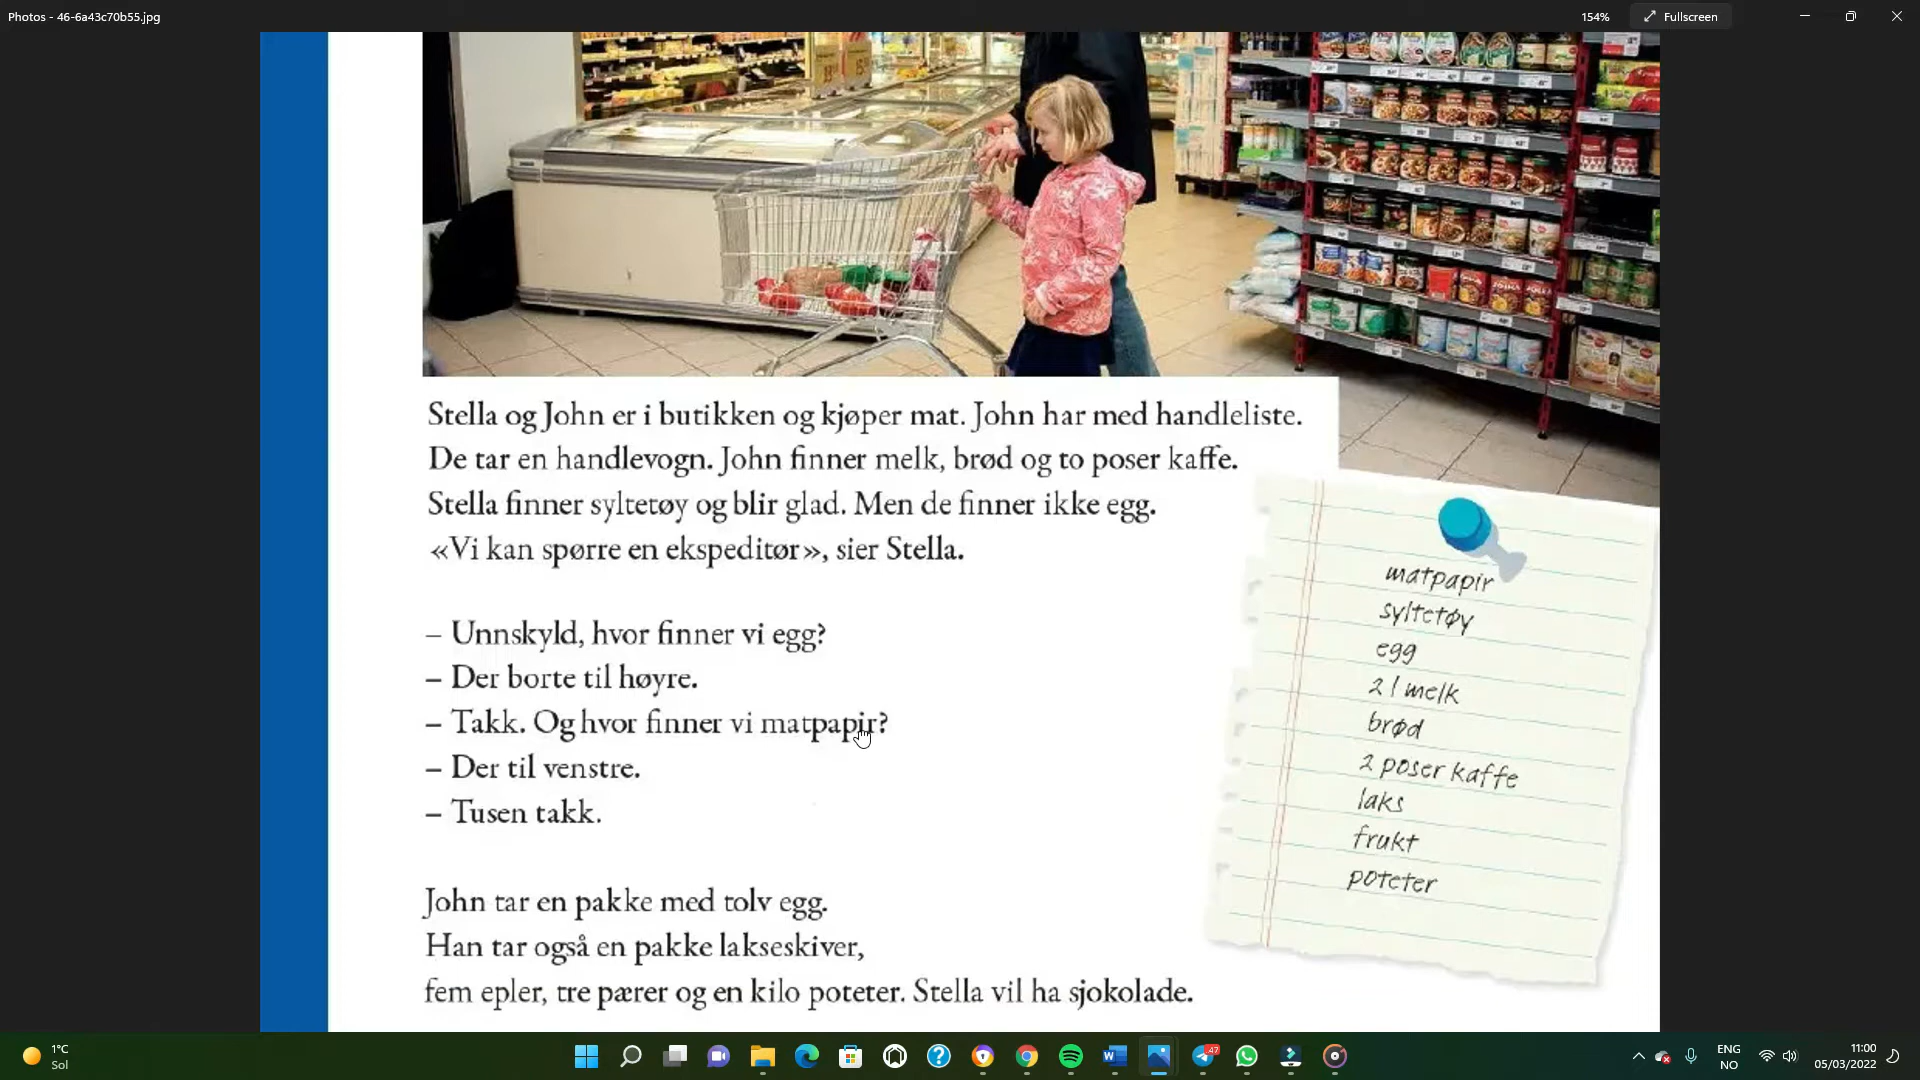 Photos - 46-6a43c70b55.jpg
154%
Fullscreen
Stella og John er i butikken og kjøper mat. John har med handleliste.
De tar en handlevogn. John finner melk, brød og to poser kaffe.
Stella finner syltetøy og blir glad. Men de finner ikke egg.
«Vi kan spørre en ekspeditør», sier Stella.
– Unnskyld, hvor finner vi egg?
– Der borte til høyre.
– Takk. Og hvor finner vi matpapir?
– Der til venstre.
– Tusen takk.
John tar en pakke med tolv egg.
Han tar også en pakke lakseskiver,
fem epler, tre pærer og en kilo poteter. Stella vil ha sjokolade.
matpapir
syltetøy
egg
2 l melk
brød
2 poser kaffe
laks
frukt
poteter
1°C
Sol
47
ENG
NO
11:00
05/03/2022